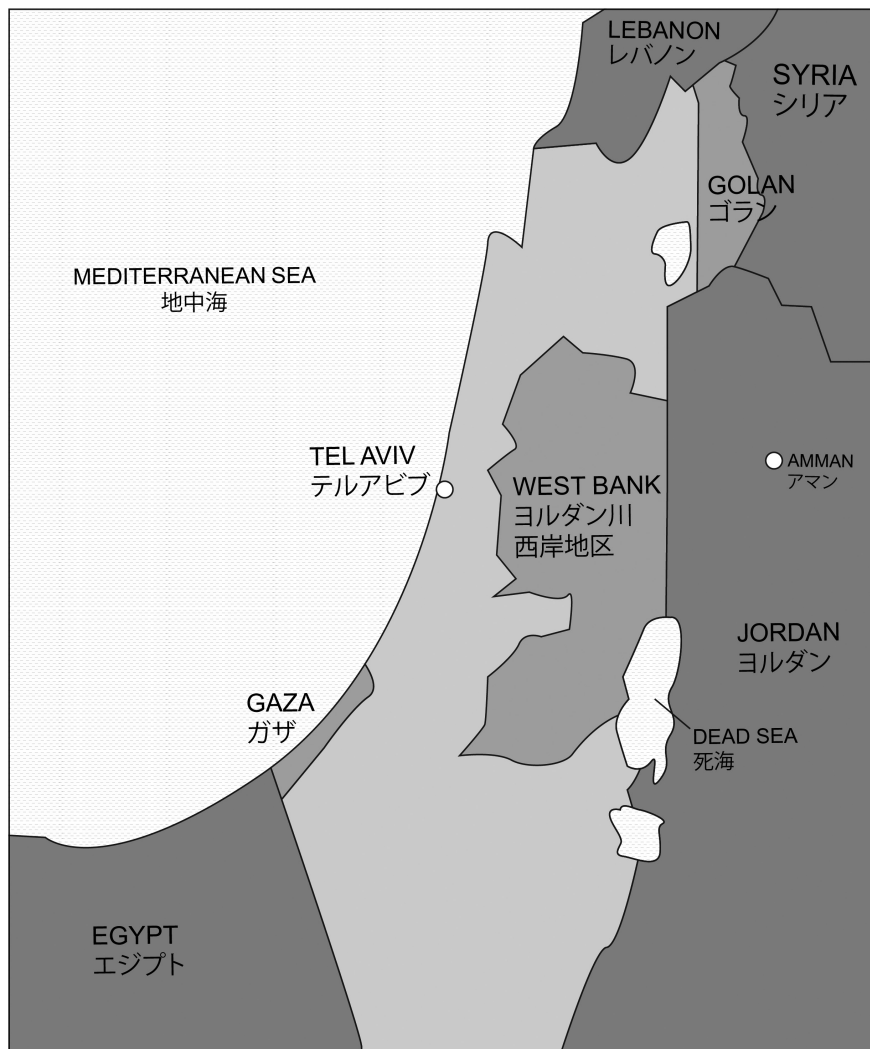 LEBANON
レバノン
SYRIA
シリア
GOLAN
ゴラン
MEDITERRANEAN SEA
地中海
TEL AVIV
テルアビブ
WEST BANK
ヨルダン川
西岸地区
AMMAN
アマン
JORDAN
ヨルダン
GAZA
ガザ
DEAD SEA
死海
EGYPT
エジプト